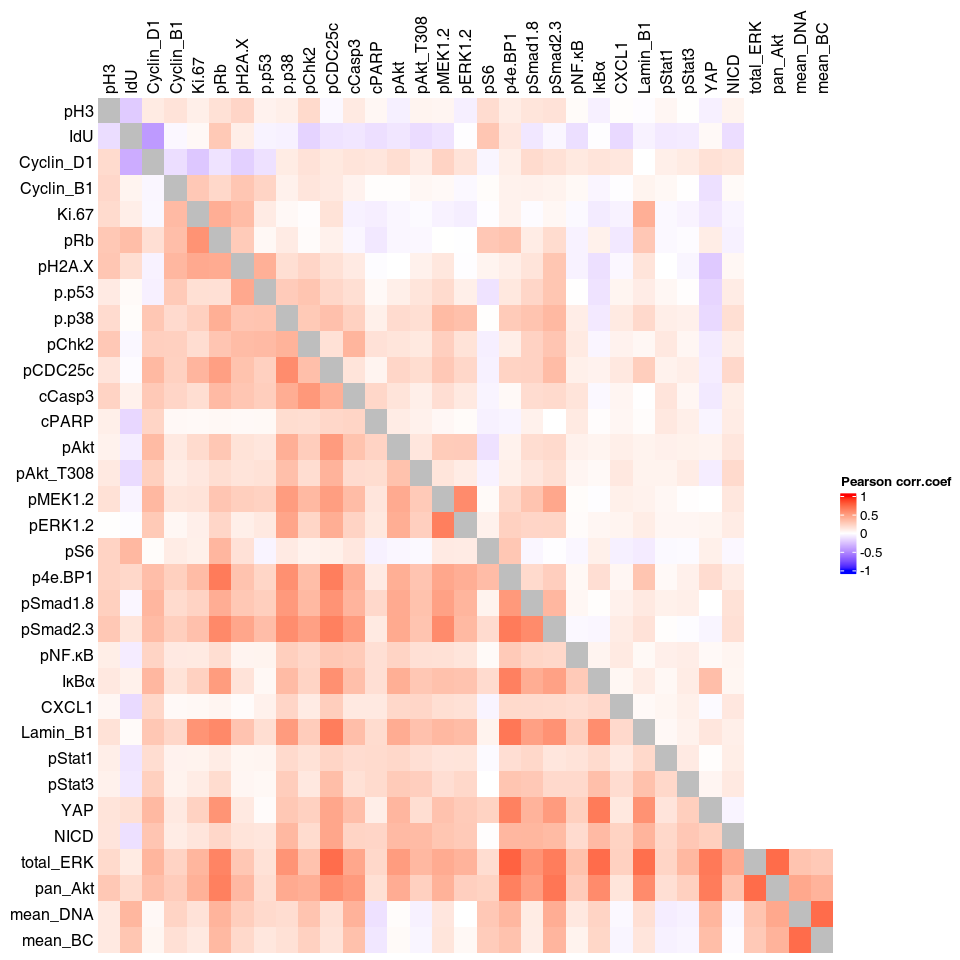 pH3
IdU
Cyclin_D1
Cyclin_B1
Ki.67
pRb
pH2A.X
p.p53
p.p38
pChk2
pCDC25c
cCasp3
cPARP
pAkt
pAkt_T308
pMEK1.2
pERK1.2
pS6
p4e.BP1
pSmad1.8
pSmad2.3
pNF.κB
IκBα
CXCL1
Lamin_B1
pStat1
pStat3
YAP
NICD
total_ERK
pan_Akt
mean_DNA
mean_BC
pH3
IdU
Cyclin_D1
Cyclin_B1
Ki.67
pRb
pH2A.X
p.p53
p.p38
pChk2
pCDC25c
cCasp3
cPARP
pAkt
pAkt_T308
pMEK1.2
pERK1.2
pS6
p4e.BP1
pSmad1.8
pSmad2.3
pNF.κB
IκBα
CXCL1
Lamin_B1
pStat1
pStat3
YAP
NICD
total_ERK
pan_Akt
mean_DNA
mean_BC
Pearson corr.coef
1
0.5
0
-0.5
-1